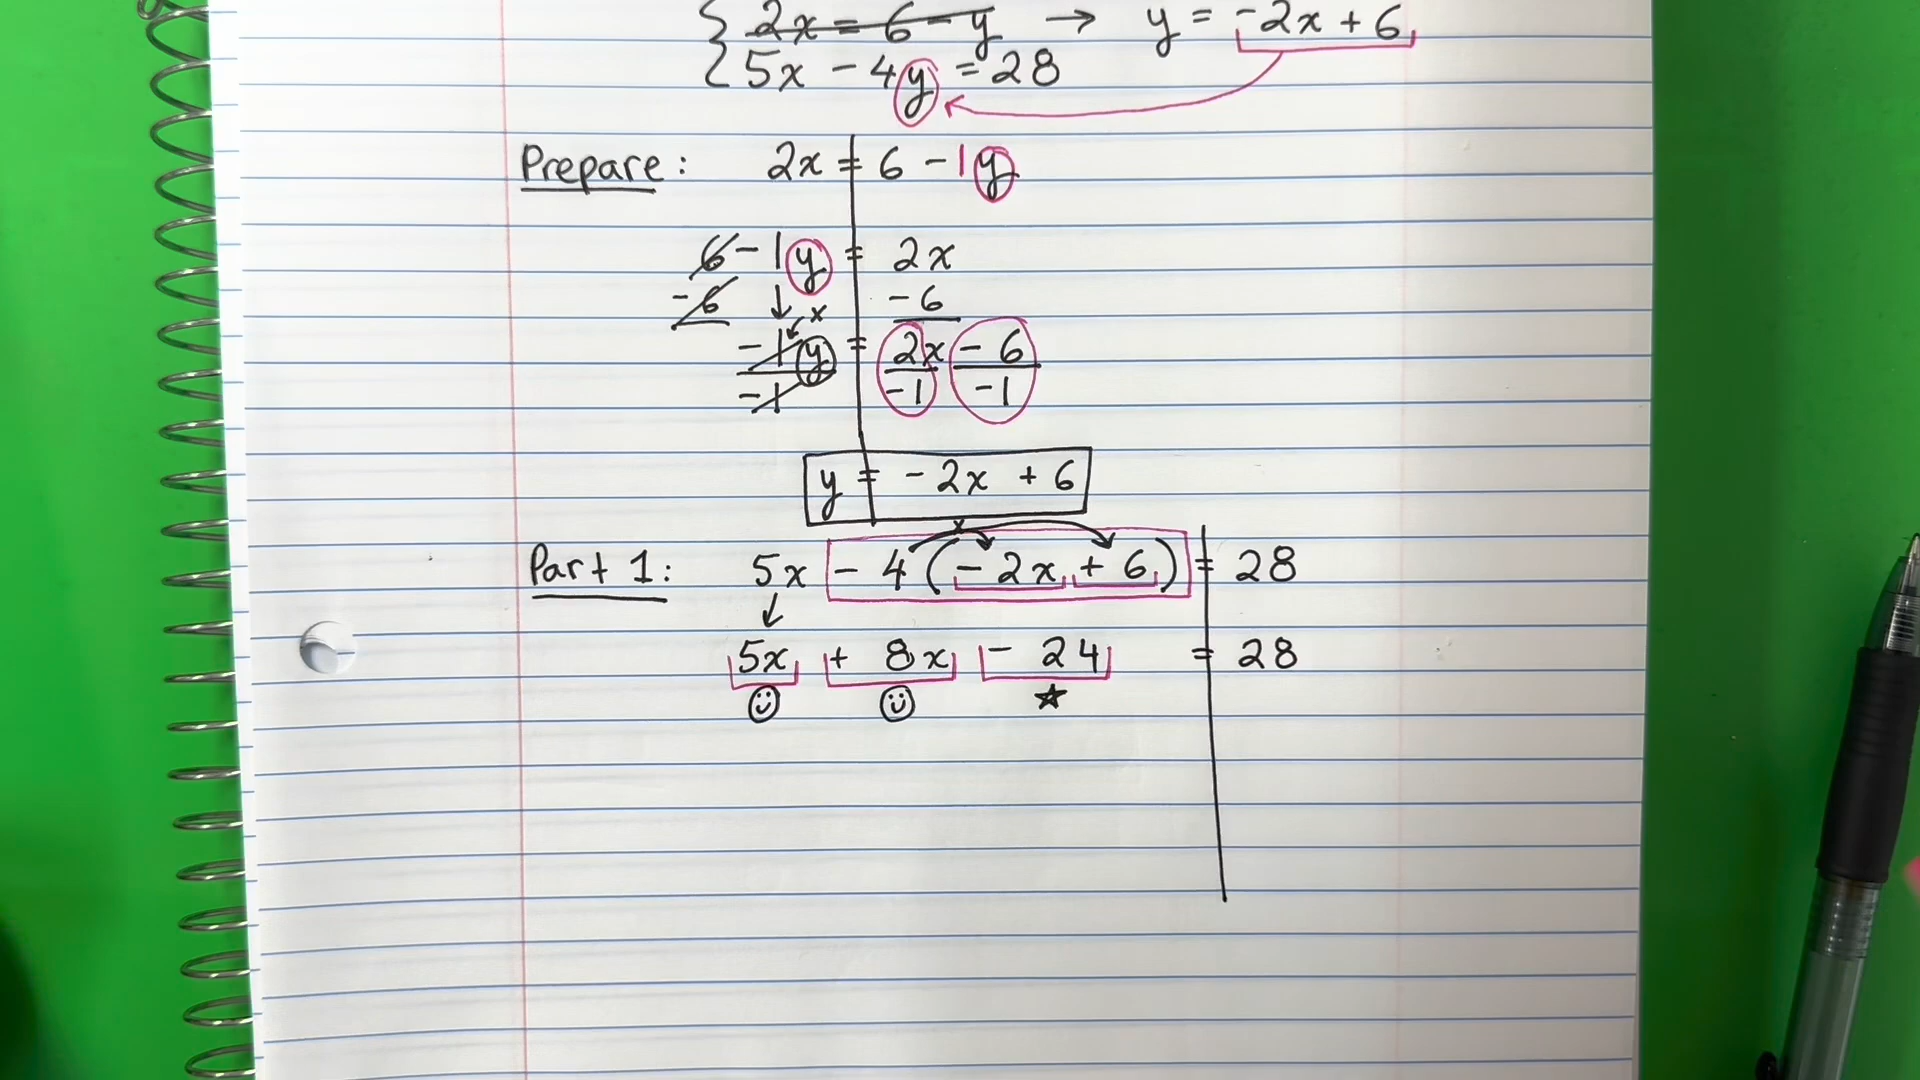 2x = 6 - y → y = -2x + 6
5x - 4y = 28
Prepare: 2x = 6 - 1y
6 - 1y = 2x
-6 ↓ -6
x
-1y = 2x - 6
-1 -1 -1
y = -2x + 6
x
Part 1: 5x - 4(-2x + 6) = 28
5x + 8x - 24 = 28